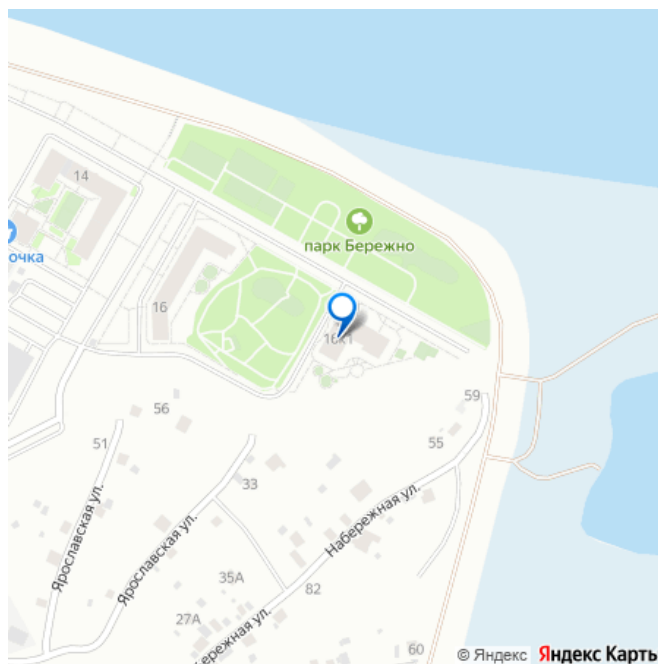 14
парк Бережно
очка
16
16к1
56
59
51
55
33
Набережная ул.
Ярославская ул.
Ярославская ул.
35А
82
27А
бережная ул.
60
© Яндекс Яндекс Карты